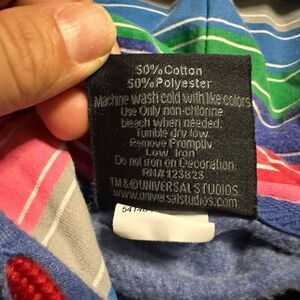 50%Cotton
50%Polyester
Machine wash cold with like colors
Use Only non-chlorine
bleach when needed.
Tumble dry low.
Remove Promptly
Low Iron
Do not iron on Decoration.
RN#123823
TM&©UNIVERSAL STUDIOS.
www.universalstudios.com